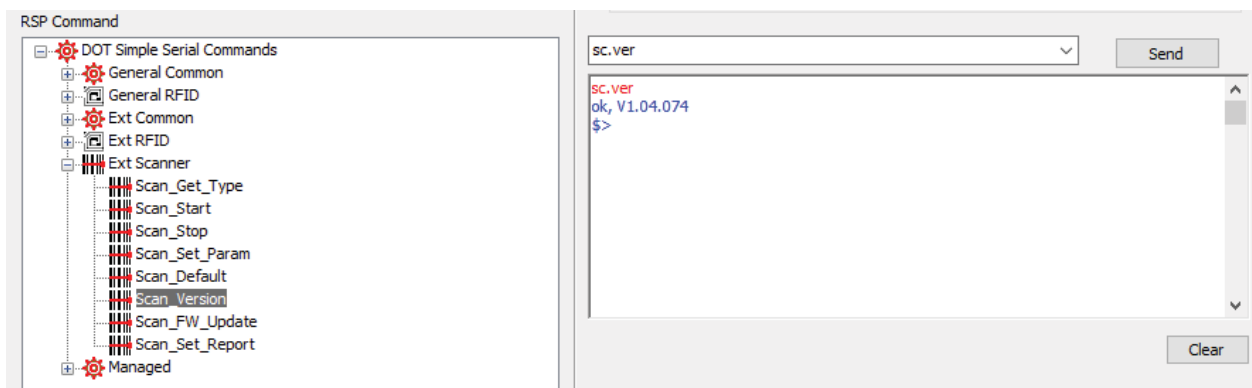 RSP Command
DOT Simple Serial Commands
General Common
General RFID
Ext Common
Ext RFID
Ext Scanner
Scan_Get_Type
Scan_Start
Scan_Stop
Scan_Set_Param
Scan_Default
Scan_Version
Scan_FW_Update
Scan_Set_Report
Managed
sc.ver
Send
sc.ver
ok, V1.04.074
$>
Clear